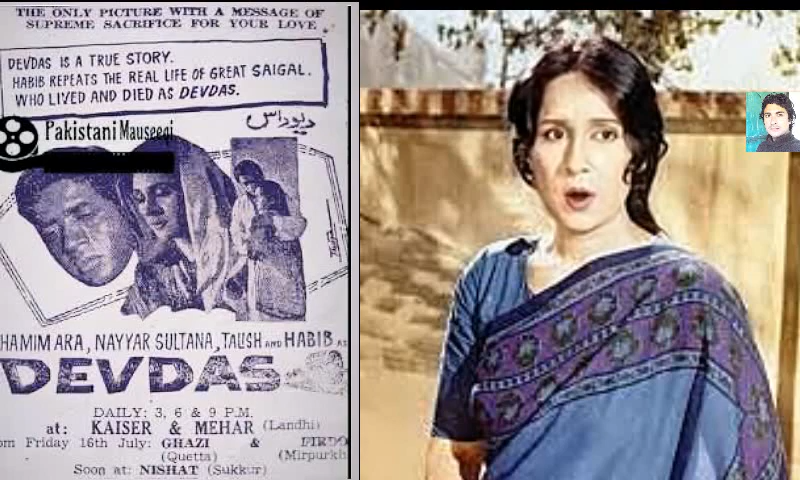 THE ONLY PICTURE WITH A MESSAGE OF
SUPREME SACRIFICE FOR YOUR LOVE
DEVDAS IS A TRUE STORY.
HABIB REPEATS THE REAL LIFE OF GREAT SAIGAL.
WHO LIVED AND DIED AS DEVDAS.
دیوداس
Pakistani Mauseeqi
HAMIM ARA, NAYYAR SULTANA, TALISH AND HABIB AS
DEVDAS
DAILY: 3, 6 & 9 P.M.
at: KAISER & MEHAR (Landhi)
om Friday 16th July: GHAZI & FIRDO
(Quetta) (Mirpurkh
Soon at: NISHAT (Sukkur)